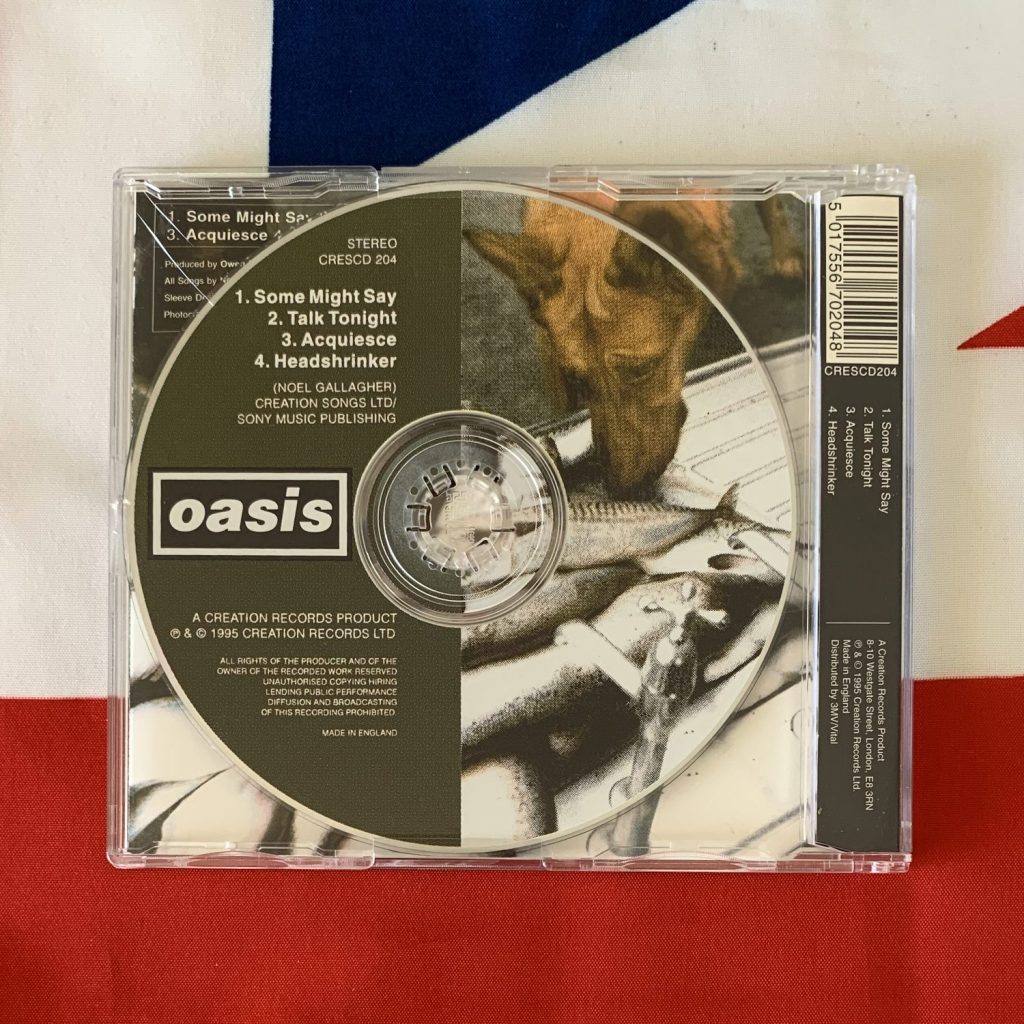 1. Some Might Say
3. Acquiesce 4.
Produced by Owen
All Songs by
Sleeve
STEREO
CRESCD 204
1. Some Might Say
2. Talk Tonight
3. Acquiesce
4. Headshrinker
(NOEL GALLAGHER)
CREATION SONGS LTD/
SONY MUSIC PUBLISHING
oasis
A CREATION RECORDS PRODUCT
℗ & © 1995 CREATION RECORDS LTD
ALL RIGHTS OF THE PRODUCER AND OF THE
OWNER OF THE RECORDED WORK RESERVED
UNAUTHORISED COPYING HIRING
LENDING PUBLIC PERFORMANCE
DIFFUSION AND BROADCASTING
OF THIS RECORDING PROHIBITED
MADE IN ENGLAND
5 017556 702048
CRESCD204
1. Some Might Say
2. Talk Tonight
3. Acquiesce
4. Headshrinker
A Creation Records Product
8-10 Westgate Street, London. E8 3RN
℗ & © 1995 Creation Records Ltd.
Made in England
Distributed by 3MV/Vital